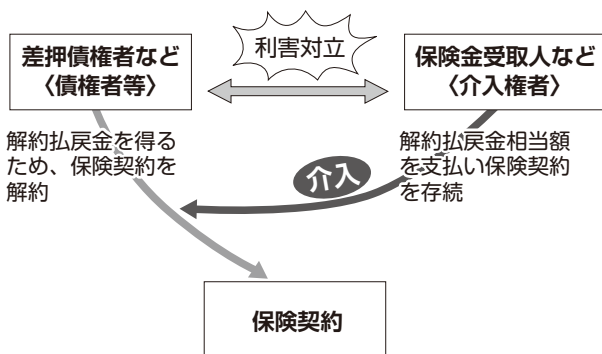 差押債権者など
〈債権者等〉
利害対立
保険金受取人など
〈介入権者〉
解約払戻金を得る
ため、保険契約を
解約
解約払戻金相当額
を支払い保険契約
を存続
介入
保険契約